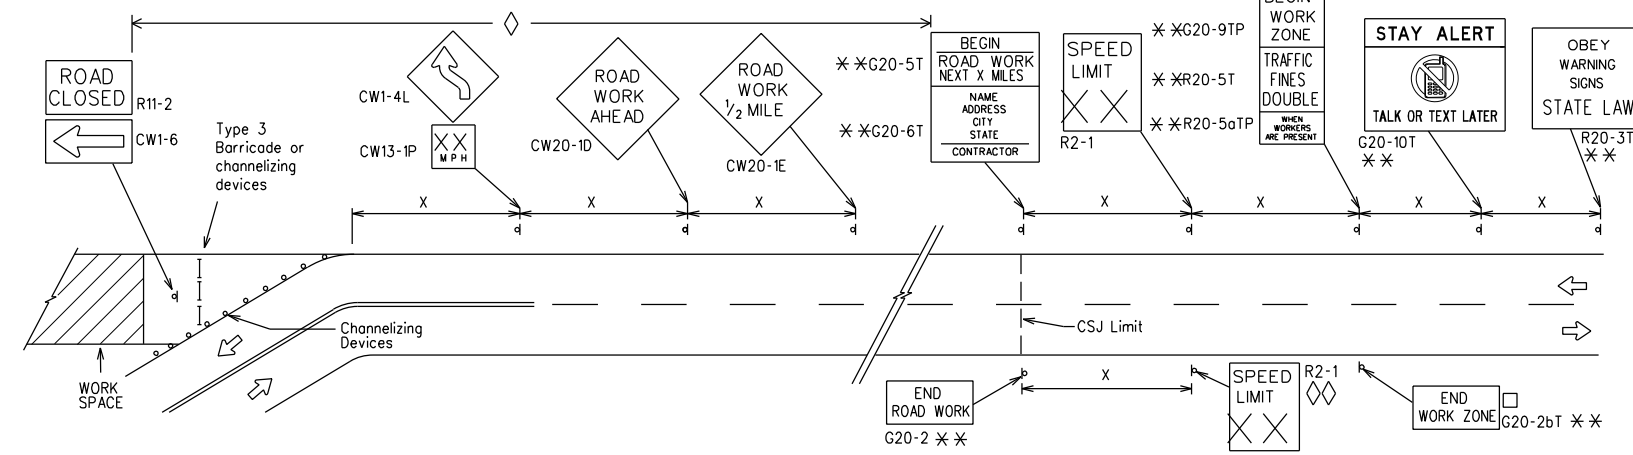 ROAD
CLOSED
R11-2
CW1-6
Type 3
Barricade or
channelizing
devices
CW1-4L
XX
MPH
CW13-1P
ROAD
WORK
AHEAD
CW20-1D
ROAD
WORK
1/2 MILE
CW20-1E
BEGIN
ROAD WORK
NEXT X MILES
NAME
ADDRESS
CITY
STATE
CONTRACTOR
**G20-5T
**G20-6T
SPEED
LIMIT
XX
R2-1
WORK
ZONE
TRAFFIC
FINES
DOUBLE
WHEN
WORKERS
ARE PRESENT
**G20-9TP
**R20-5T
**R20-5aTP
STAY ALERT
TALK OR TEXT LATER
G20-10T
**
OBEY
WARNING
SIGNS
STATE LAW
R20-3T
**
X
X
X
X
X
X
X
Channelizing
Devices
WORK
SPACE
CSJ Limit
X
END
ROAD WORK
G20-2 **
SPEED
LIMIT
XX
R2-1
END
WORK ZONE
G20-2bT **